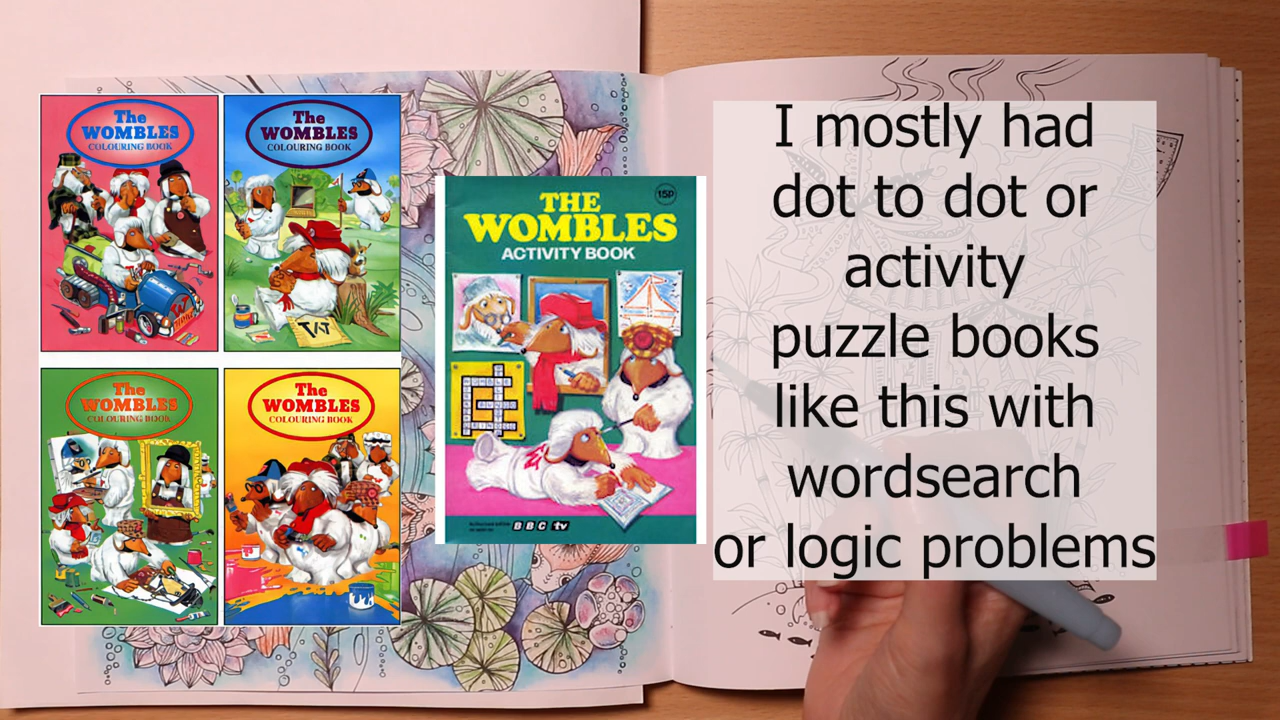 The
WOMBLES
COLOURING BOOK
The
WOMBLES
COLOURING BOOK
The
WOMBLES
COLOURING BOOK
The
WOMBLES
COLOURING BOOK
15P
THE
WOMBLES
ACTIVITY BOOK
BBC tv
I mostly had
dot to dot or
activity
puzzle books
like this with
wordsearch
or logic problems